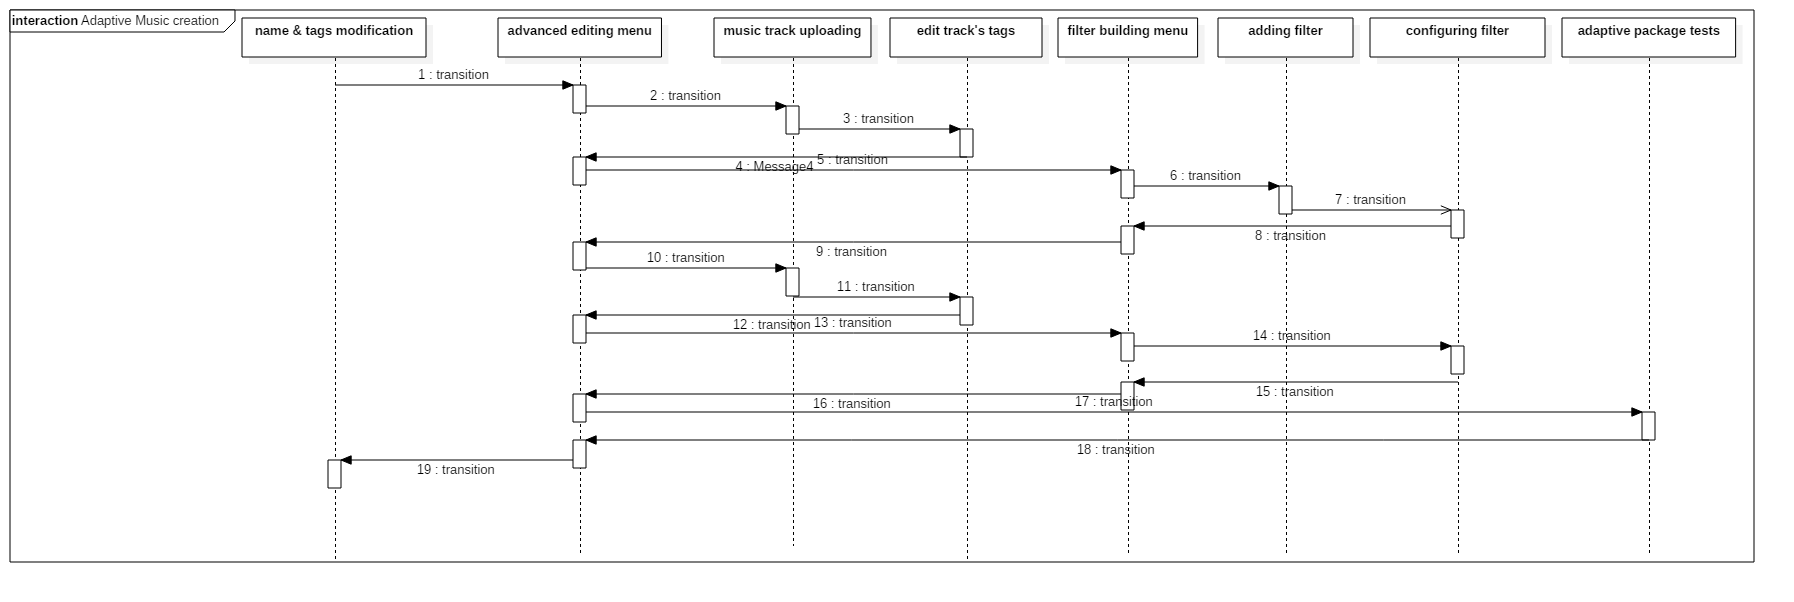 interaction Adaptive Music creation
name & tags modification
advanced editing menu
music track uploading
edit track's tags
filter building menu
adding filter
configuring filter
adaptive package tests
1 : transition
2 : transition
3 : transition
4 : Message4
5 : transition
6 : transition
7 : transition
8 : transition
9 : transition
10 : transition
11 : transition
12 : transition
13 : transition
14 : transition
15 : transition
16 : transition
17 : transition
18 : transition
19 : transition